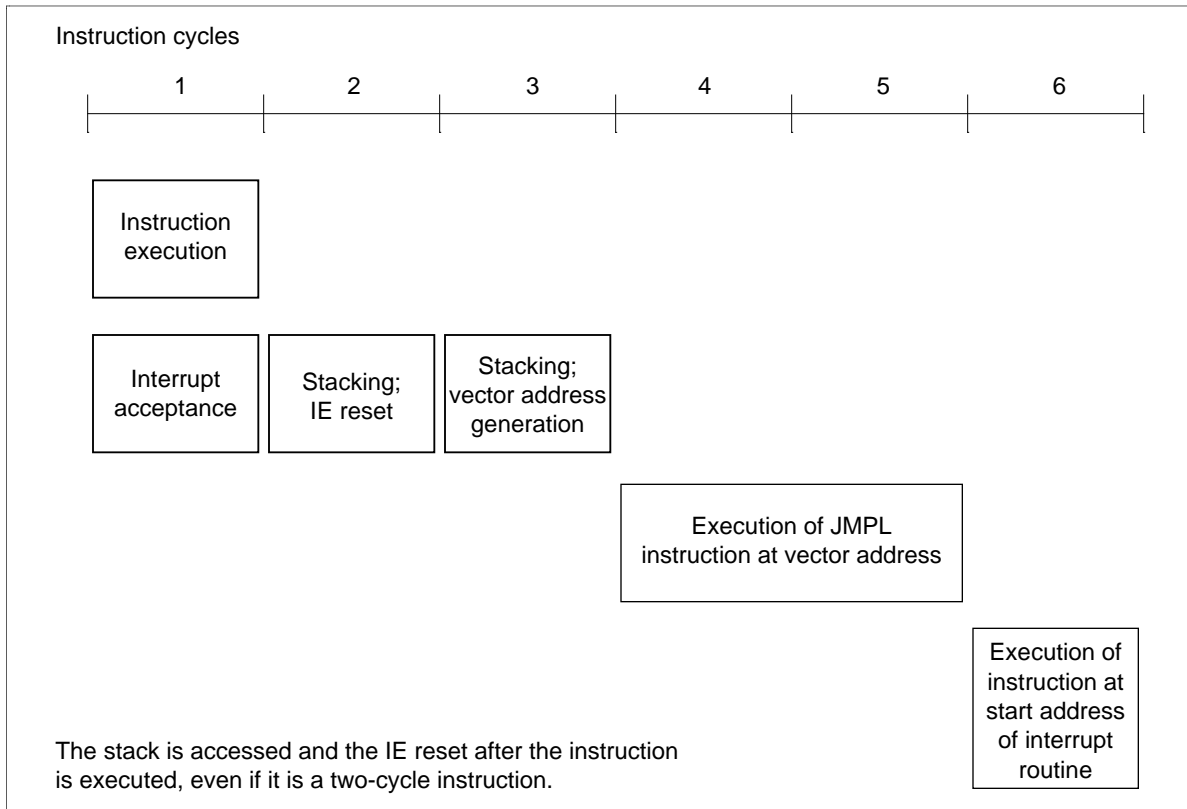 Instruction cycles
1 2 3 4 5 6
Instruction
execution
Interrupt
acceptance
Stacking;
IE reset
Stacking;
vector address
generation
Execution of JMPL
instruction at vector address
Execution of
instruction at
start address
of interrupt
routine
The stack is accessed and the IE reset after the instruction
is executed, even if it is a two-cycle instruction.